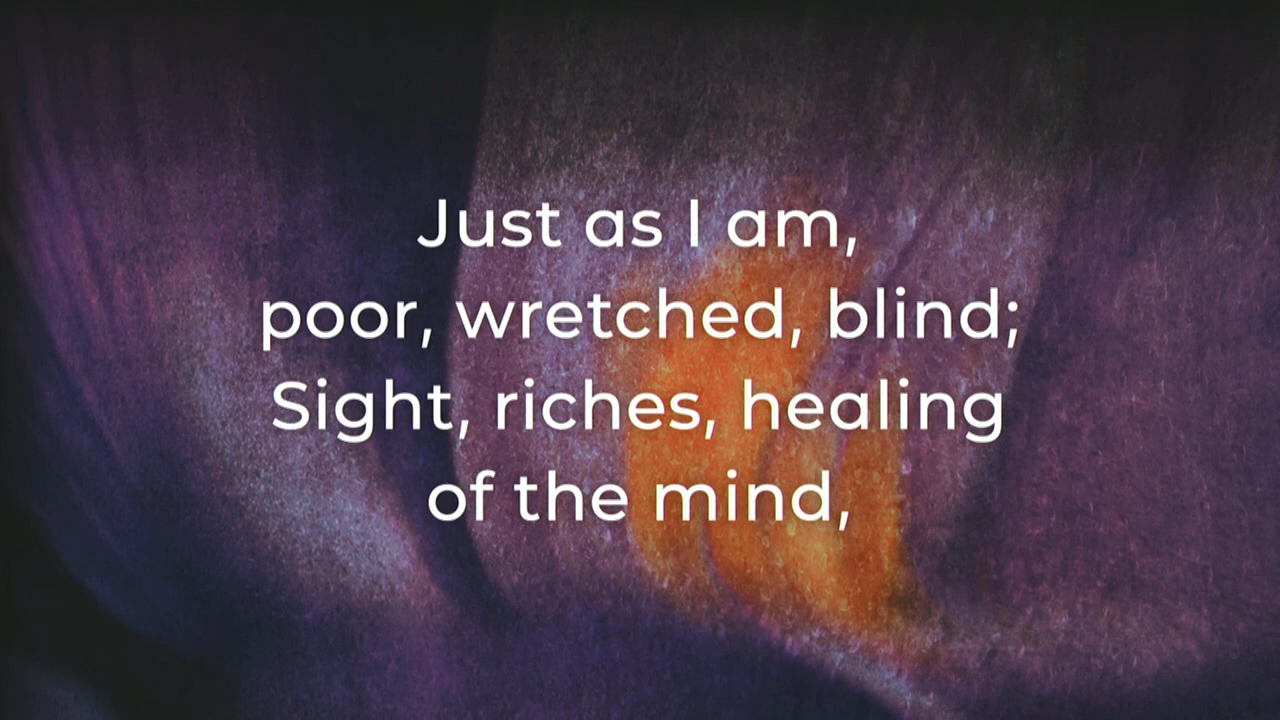 Just as I am,
poor, wretched, blind;
Sight, riches, healing
of the mind,